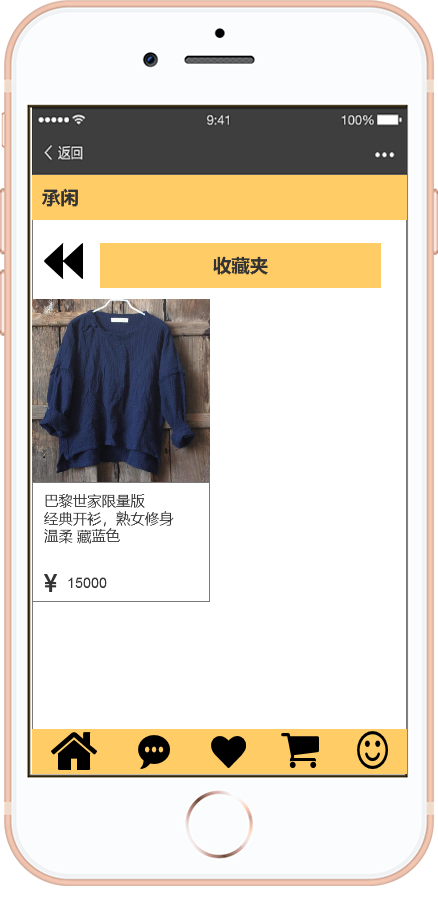 9:41
100%
返回
承闲
收藏夹
巴黎世家限量版
经典开衫，熟女修身
温柔 藏蓝色
¥ 15000